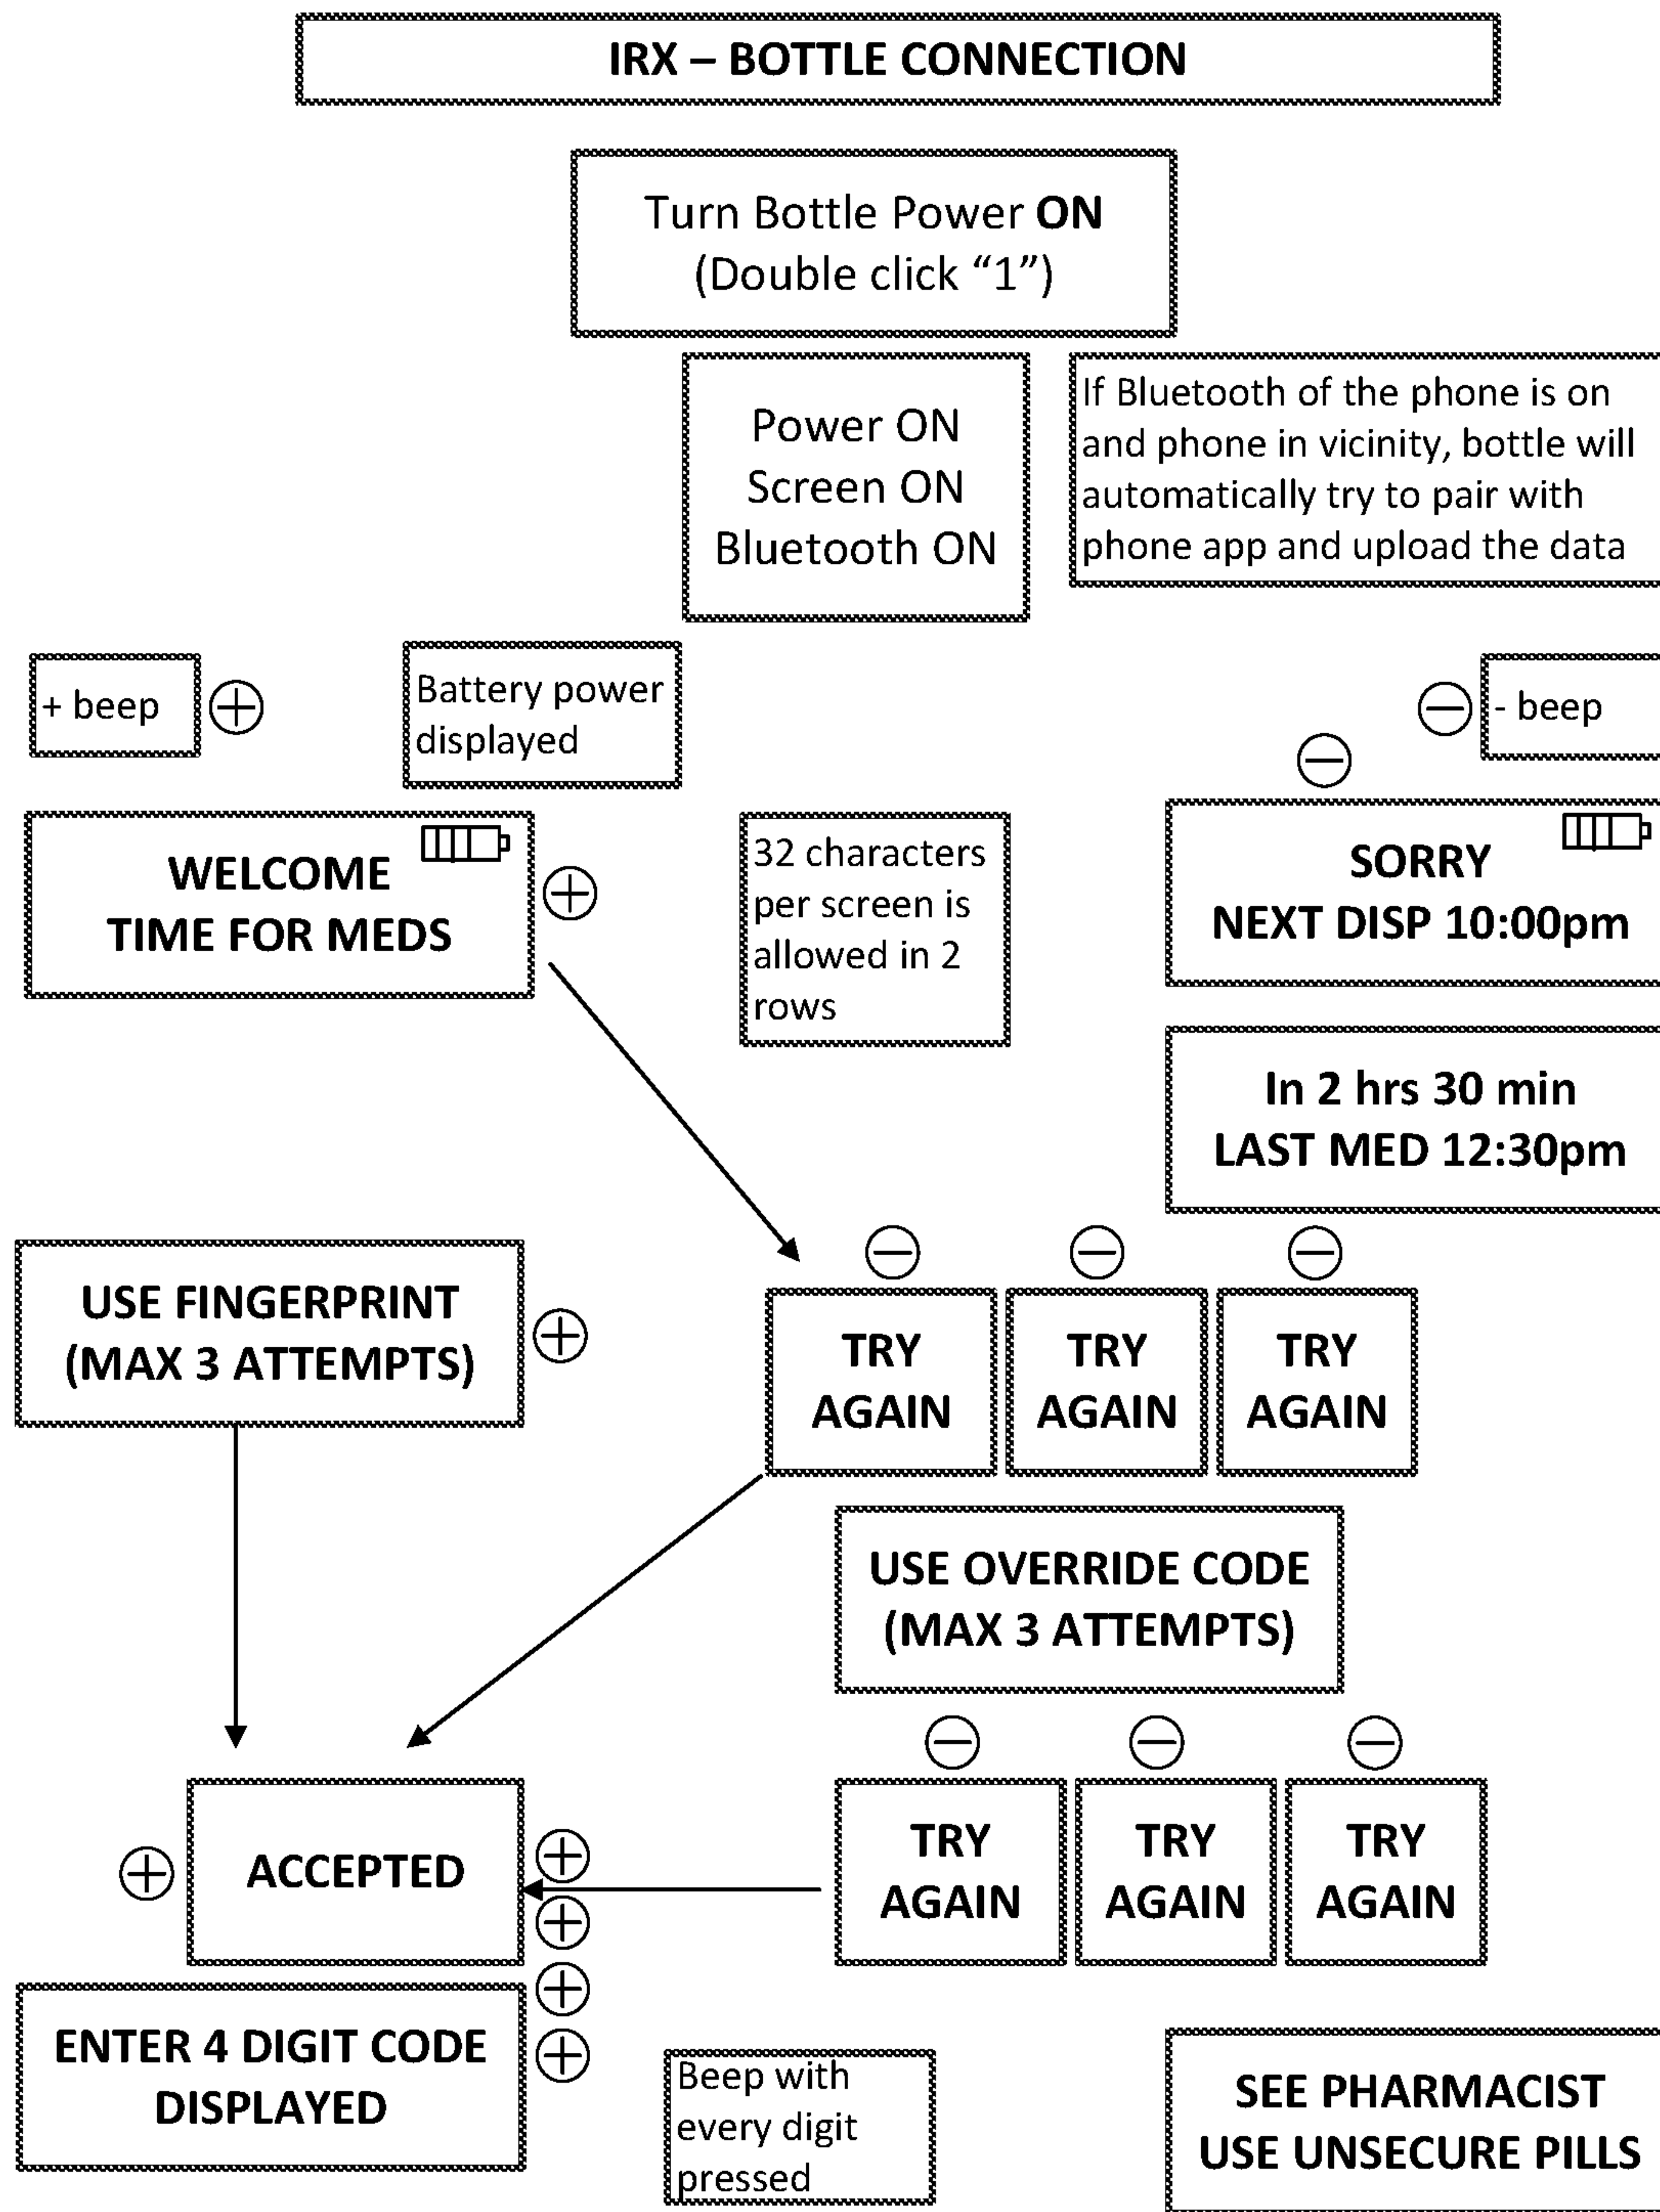 IRX – BOTTLE CONNECTION
Turn Bottle Power ON
(Double click “1”)
Power ON
Screen ON
Bluetooth ON
If Bluetooth of the phone is on
and phone in vicinity, bottle will
automatically try to pair with
phone app and upload the data
+ beep
Battery power
displayed
- beep
WELCOME
TIME FOR MEDS
32 characters
per screen is
allowed in 2
rows
SORRY
NEXT DISP 10:00pm
In 2 hrs 30 min
LAST MED 12:30pm
USE FINGERPRINT
(MAX 3 ATTEMPTS)
TRY
AGAIN
TRY
AGAIN
TRY
AGAIN
USE OVERRIDE CODE
(MAX 3 ATTEMPTS)
ACCEPTED
TRY
AGAIN
TRY
AGAIN
TRY
AGAIN
ENTER 4 DIGIT CODE
DISPLAYED
Beep with
every digit
pressed
SEE PHARMACIST
USE UNSECURE PILLS